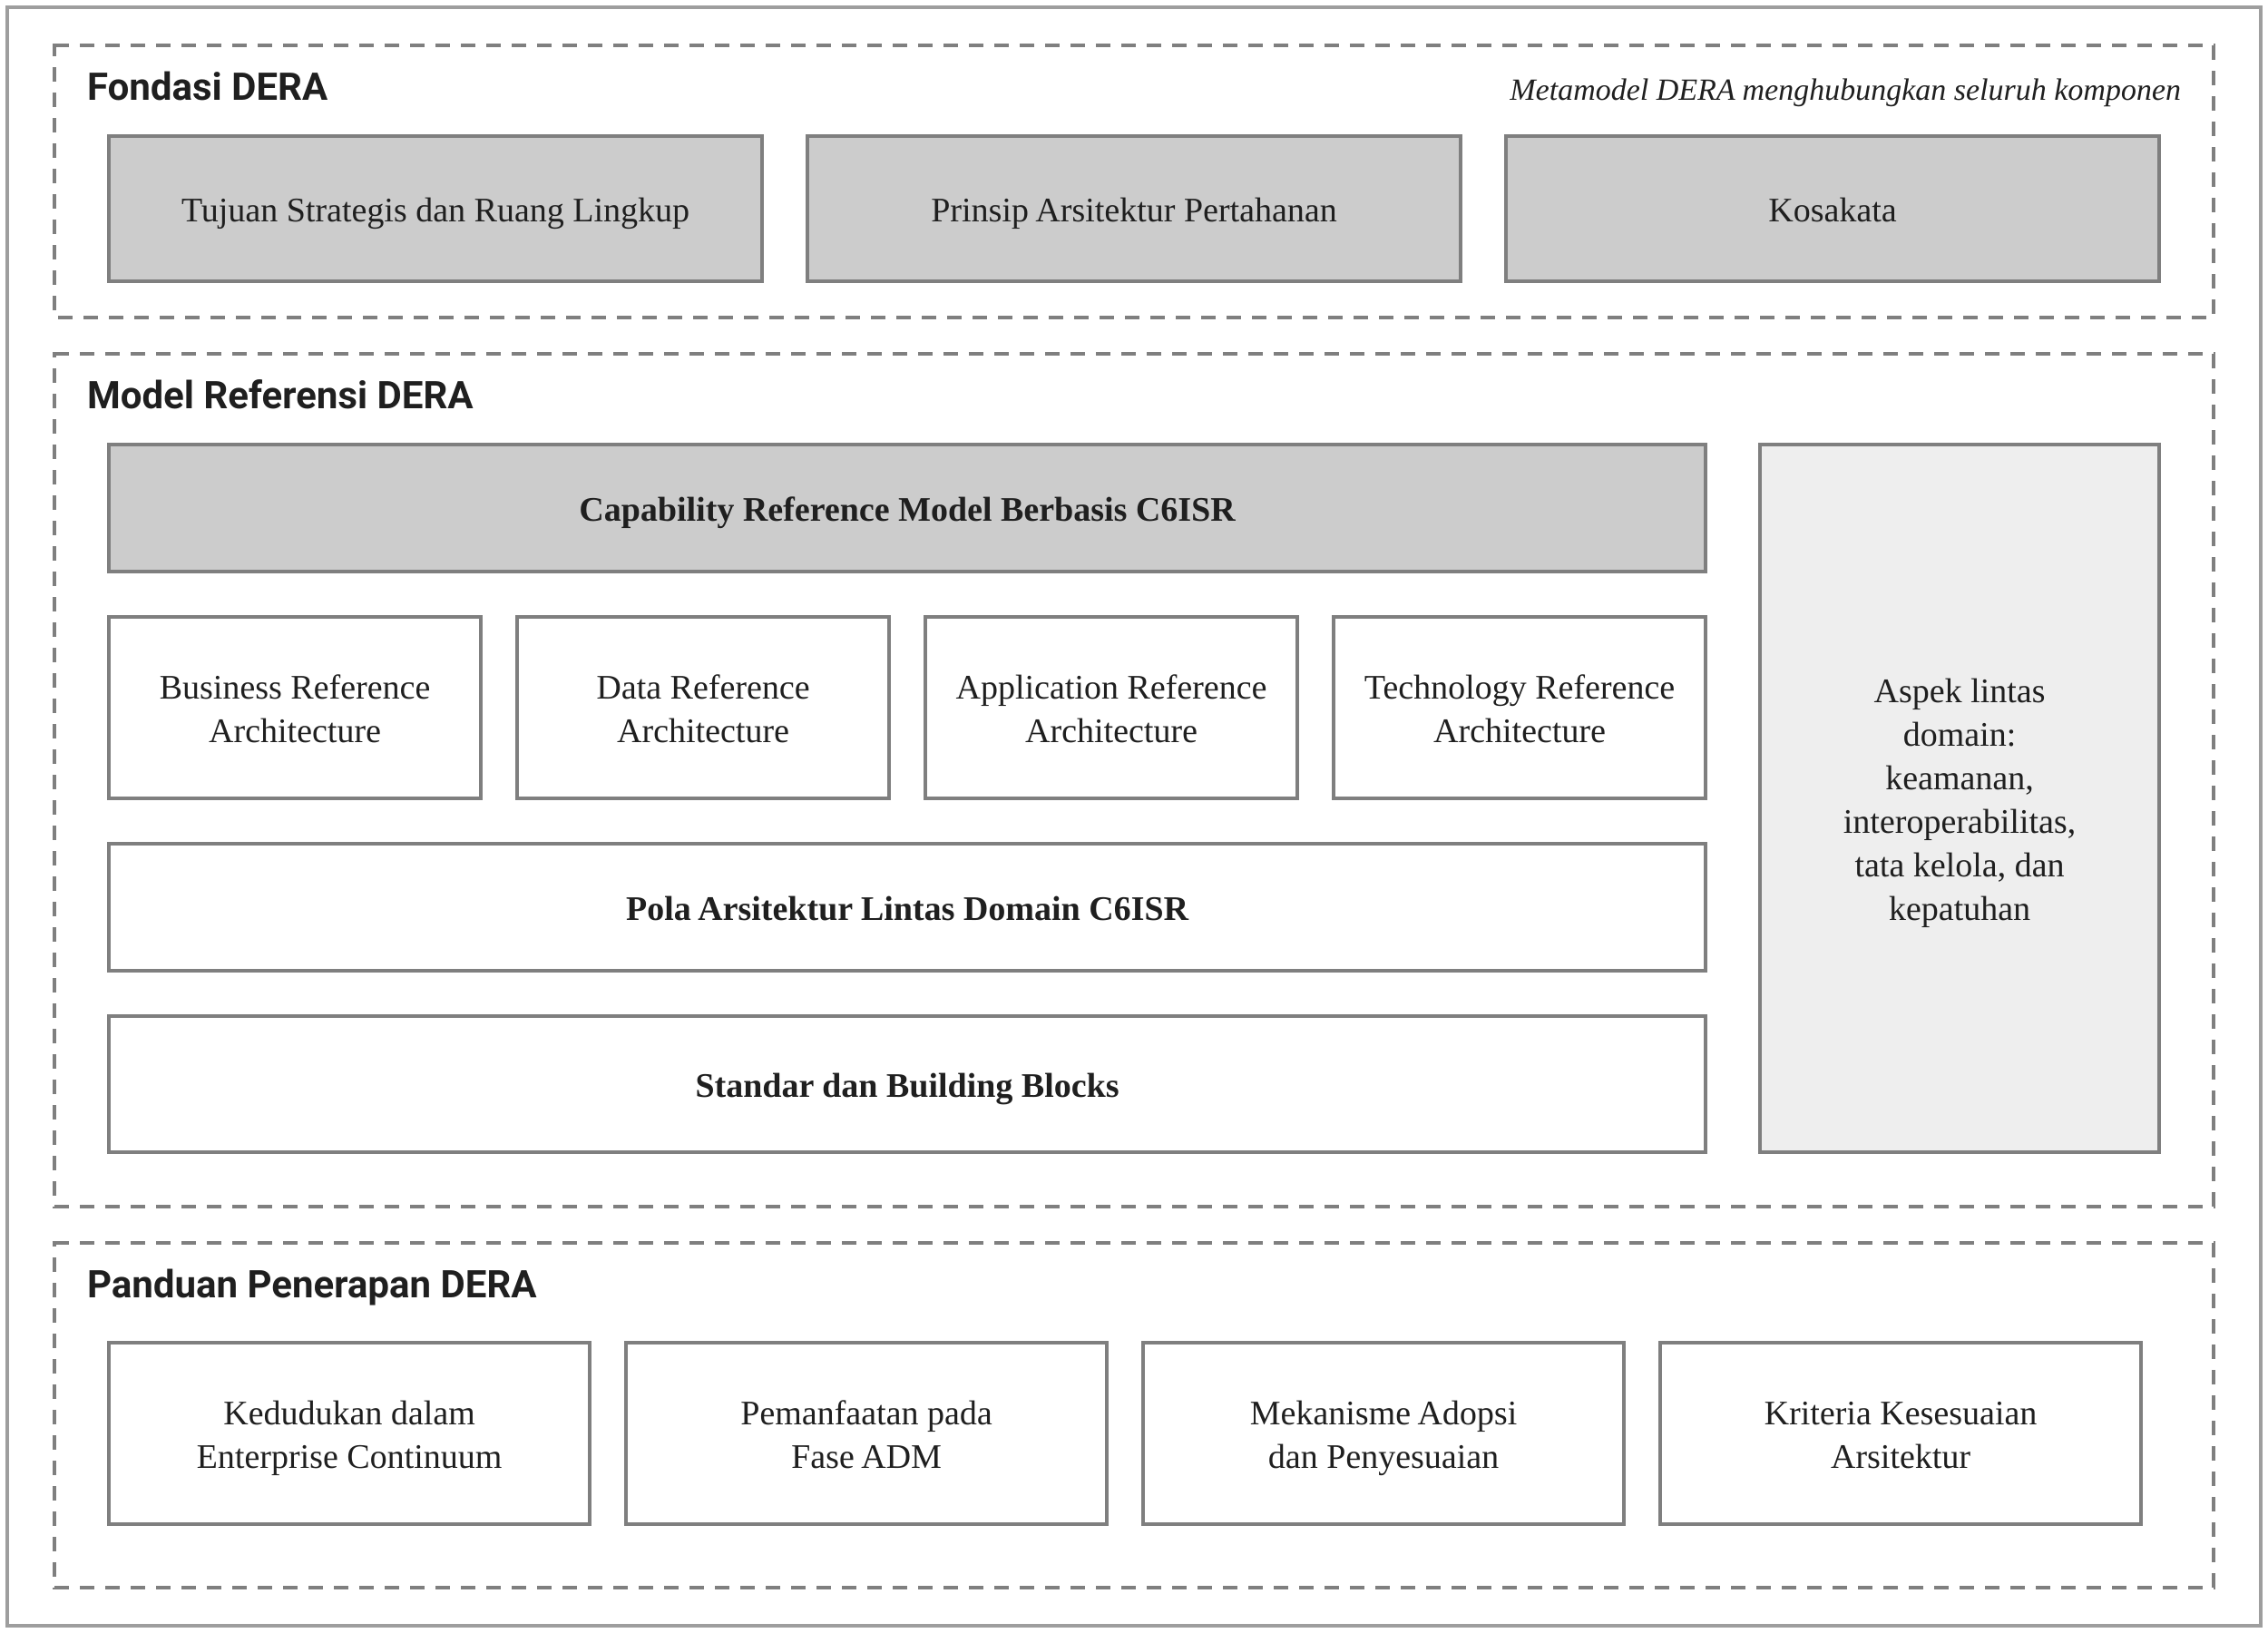 Fondasi DERA
Metamodel DERA menghubungkan seluruh komponen
Tujuan Strategis dan Ruang Lingkup
Prinsip Arsitektur Pertahanan
Kosakata
Model Referensi DERA
Capability Reference Model Berbasis C6ISR
Business Reference
Architecture
Data Reference
Architecture
Application Reference
Architecture
Technology Reference
Architecture
Pola Arsitektur Lintas Domain C6ISR
Standar dan Building Blocks
Aspek lintas
domain:
keamanan,
interoperabilitas,
tata kelola, dan
kepatuhan
Panduan Penerapan DERA
Kedudukan dalam
Enterprise Continuum
Pemanfaatan pada
Fase ADM
Mekanisme Adopsi
dan Penyesuaian
Kriteria Kesesuaian
Arsitektur